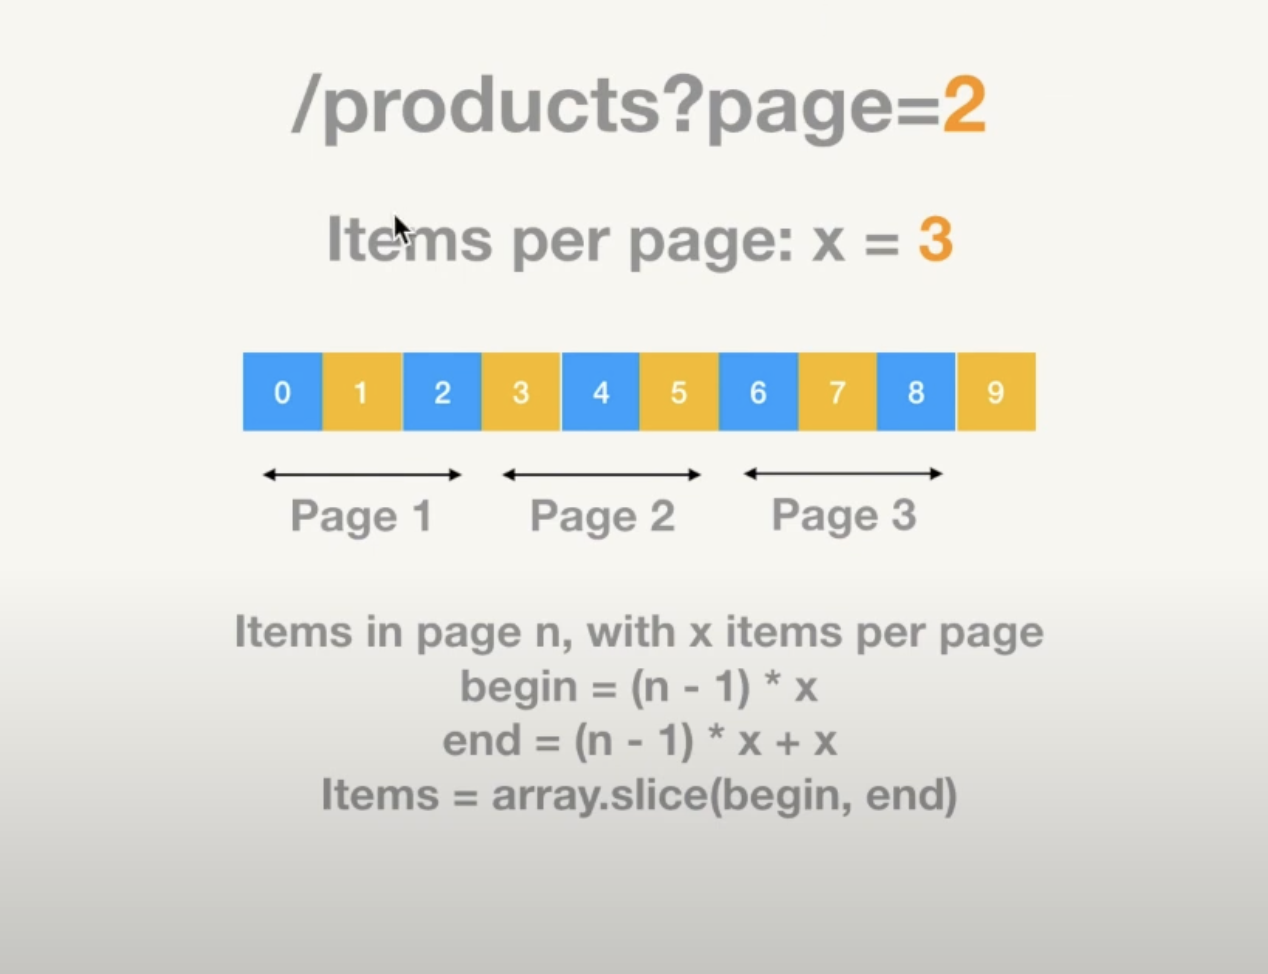 /products?page=2
Items per page: x = 3
0 1 2 3 4 5 6 7 8 9
Page 1 Page 2 Page 3
Items in page n, with x items per page
begin = (n - 1) * x
end = (n - 1) * x + x
Items = array.slice(begin, end)